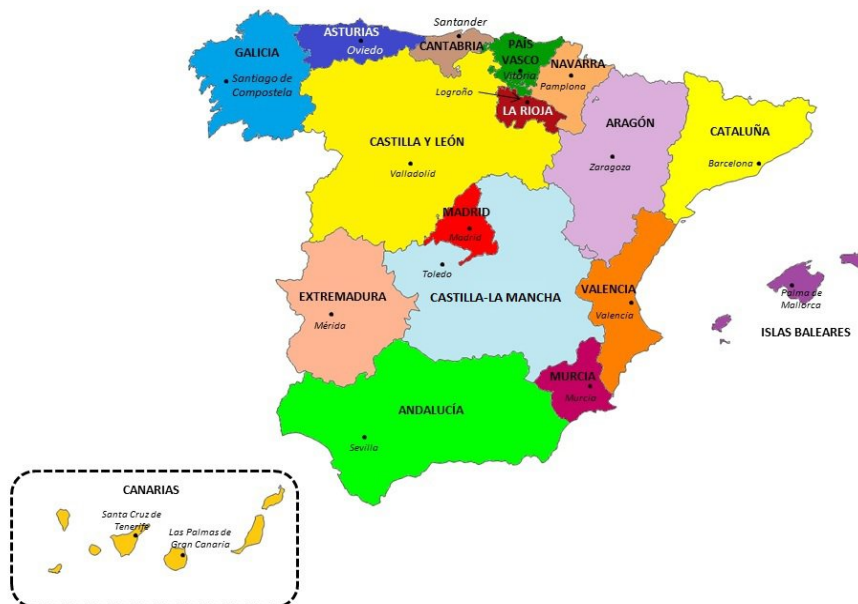 Santander
ASTURIAS
Oviedo
CANTABRIA
PAÍS
VASCO
Vitoria
GALICIA
Santiago de
Compostela
NAVARRA
Pamplona
Logroño
LA RIOJA
ARAGÓN
Zaragoza
CATALUÑA
Barcelona
CASTILLA Y LEÓN
Valladolid
MADRID
Madrid
Toledo
CASTILLA-LA MANCHA
EXTREMADURA
Mérida
VALENCIA
Valencia
Palma de
Mallorca
ISLAS BALEARES
MURCIA
Murcia
ANDALUCÍA
Sevilla
CANARIAS
Santa Cruz de
Tenerife
Las Palmas de
Gran Canaria